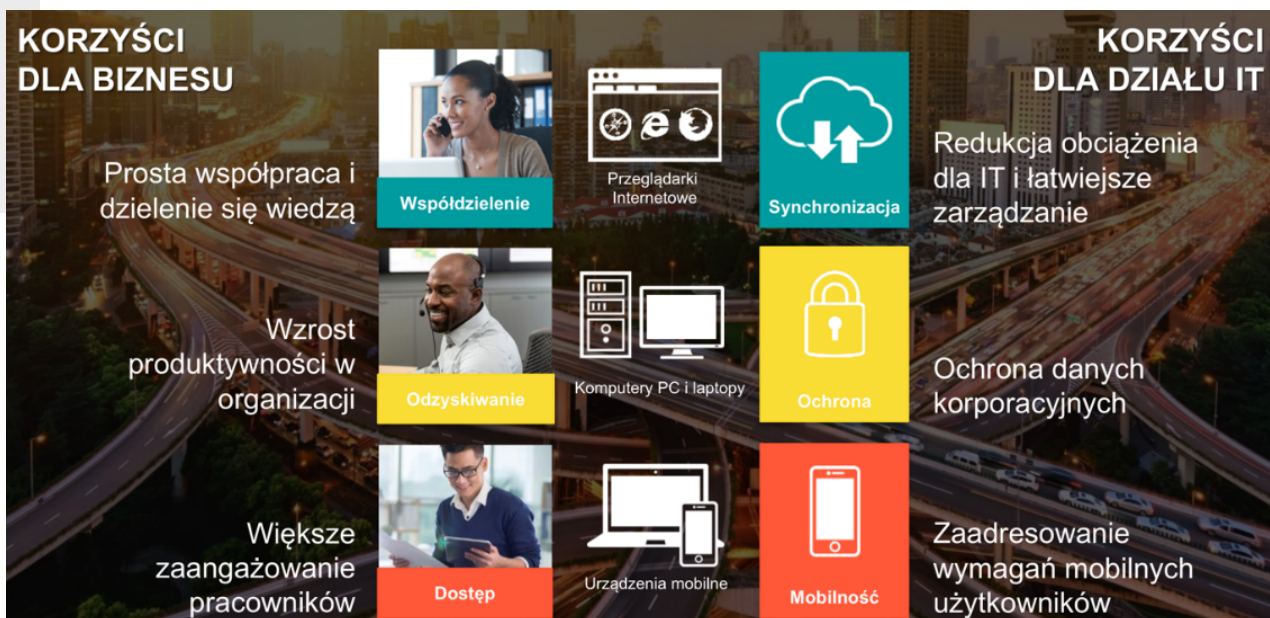 KORZYŚCI
DLA BIZNESU
Prosta współpraca i
dzielenie się wiedzą
Wzrost
produktywności w
organizacji
Większe
zaangażowanie
pracowników
Współdzielenie
Odzyskiwanie
Dostęp
Przeglądarki
Internetowe
Komputery PC i laptopy
Urządzenia mobilne
Synchronizacja
Ochrona
Mobilność
KORZYŚCI
DLA DZIAŁU IT
Redukcja obciążenia
dla IT i łatwiejsze
zarządzanie
Ochrona danych
korporacyjnych
Zaadresowanie
wymagań mobilnych
użytkowników